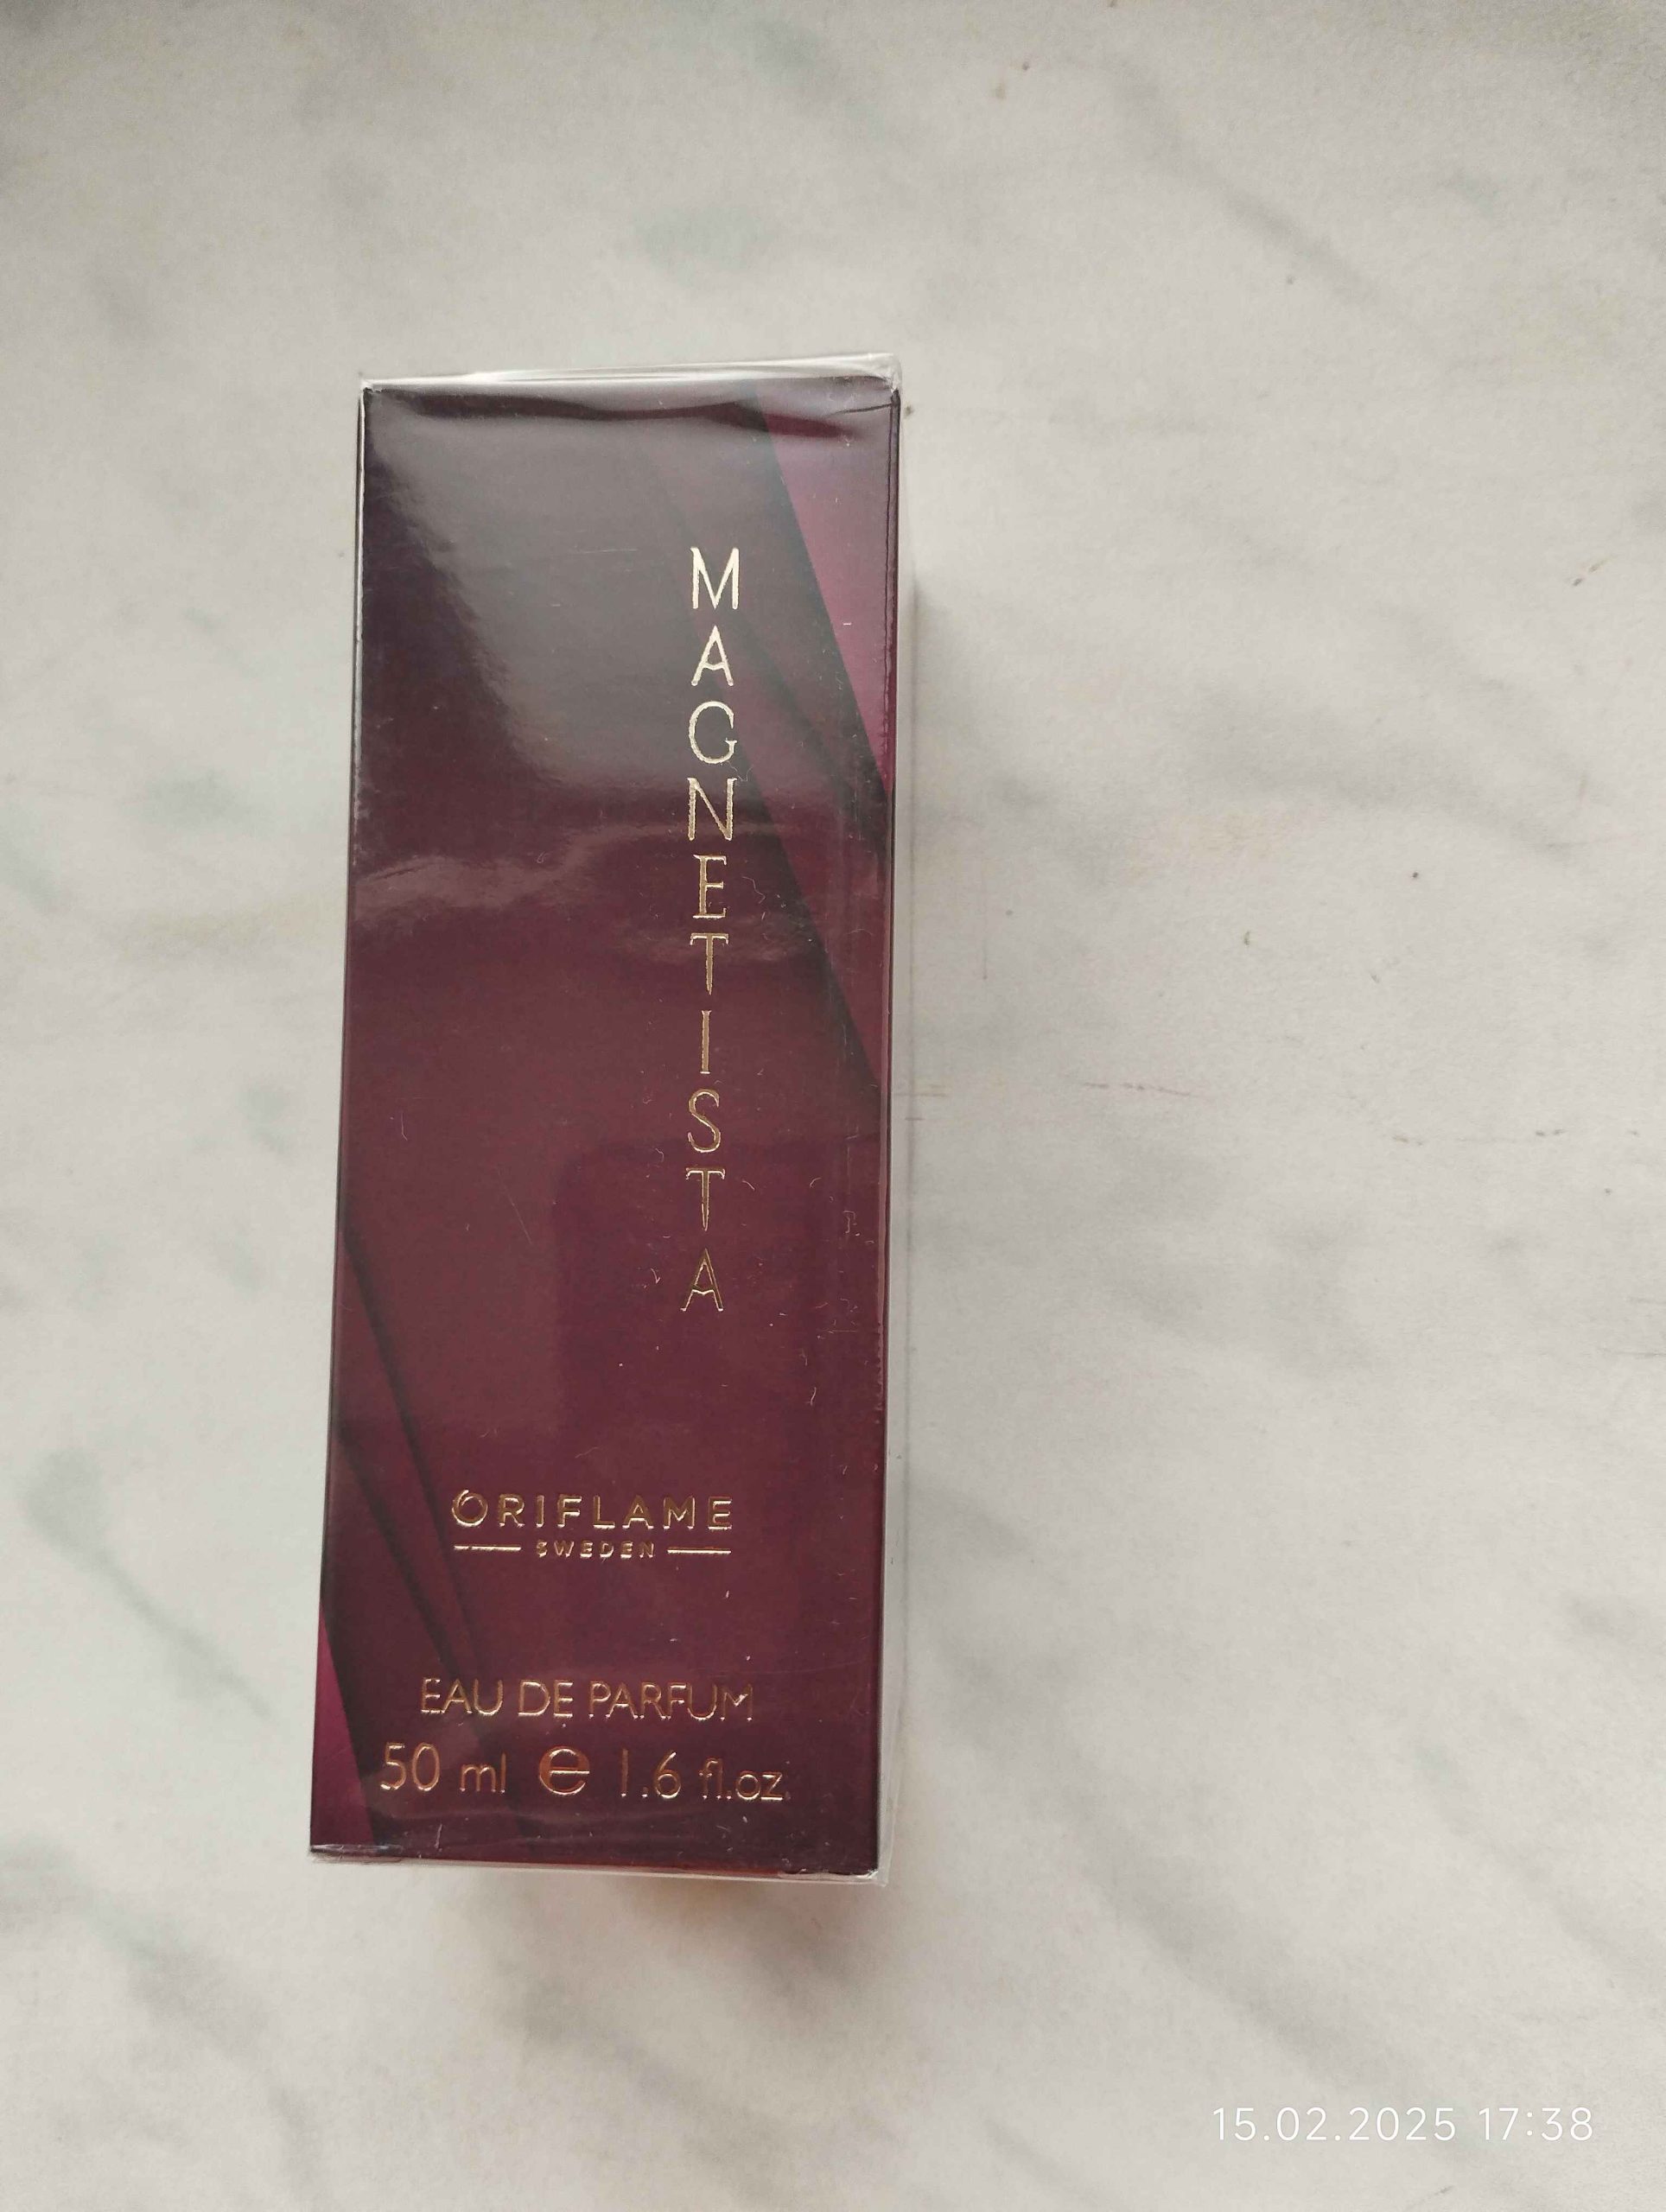 MAGNETISTA
ORIFLAME
SWEDEN
EAU DE PARFUM
50 ml e 1.6 fl.oz.
15.02.2025 17:38